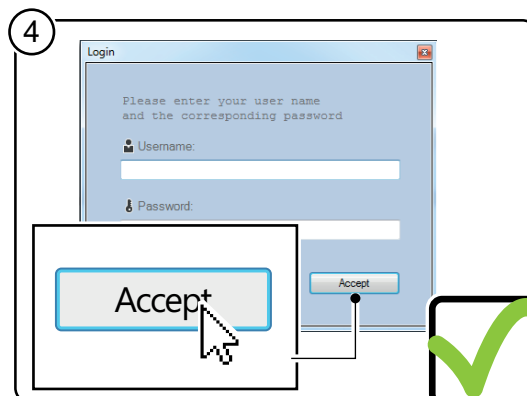 4
Login
Please enter your user name
and the corresponding password
Username:
Password:
Accept
Accept